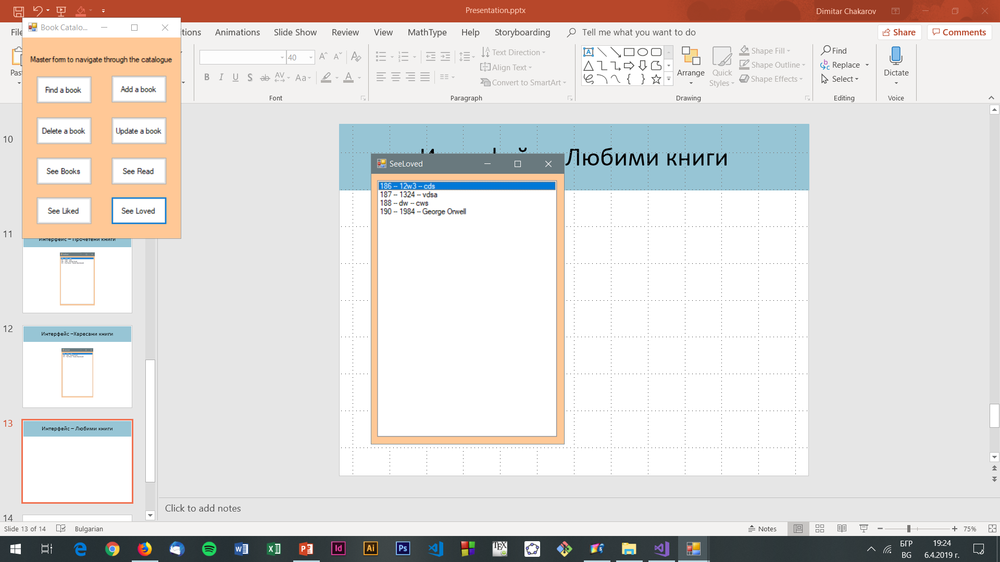 Presentation.pptx
Dimitar Chakarov
Book Catalo...
Animations
Slide Show
Review
View
MathType
Help
Storyboarding
Tell me what you want to do
Share
Comments
40
Text Direction
Align Text
Convert to SmartArt
Arrange
Quick Styles
Shape Fill
Shape Outline
Shape Effects
Find
Replace
Select
Dictate
Font
Paragraph
Drawing
Editing
Voice
Master form to navigate through the catalogue
Find a book
Add a book
Delete a book
Update a book
See Books
See Read
See Liked
See Loved
10
11
Интерфейс – Прочетени книги
12
Интерфейс –Харесани книги
13
Интерфейс – Любими книги
14
Любими книги
SeeLoved
186 -- 12w3 -- cds
187 -- 1324 -- vdsa
188 -- dw -- cws
190 -- 1984 -- George Orwell
Click to add notes
Slide 13 of 14
Bulgarian
Notes
75%
БГР
BG
19:24
6.4.2019 г.